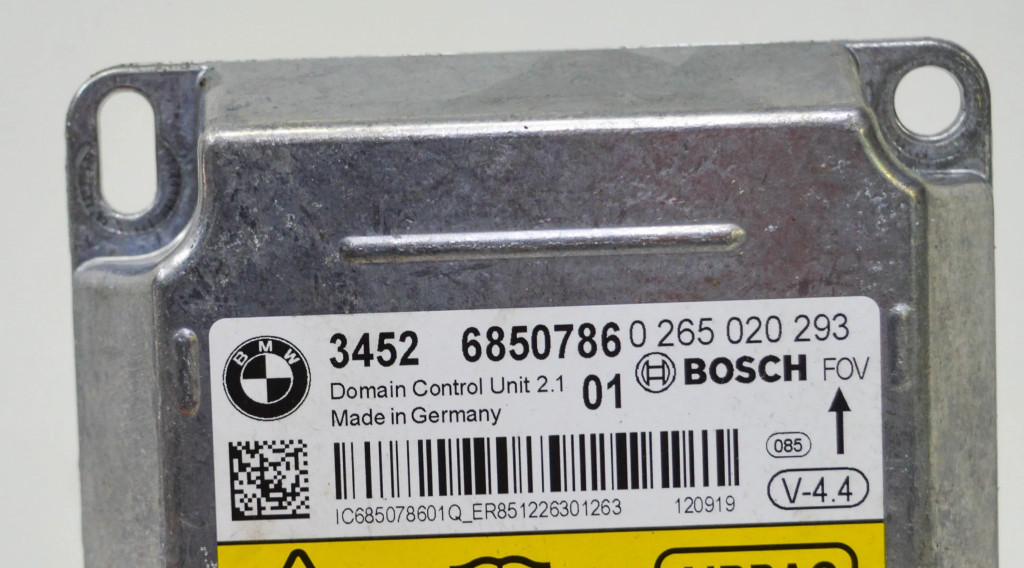 BMW
3452 6850786 0 265 020 293
Domain Control Unit 2.1 01 BOSCH FOV
Made in Germany
085
V-4.4
IC685078601Q_ER851226301263 120919
AIRBAG